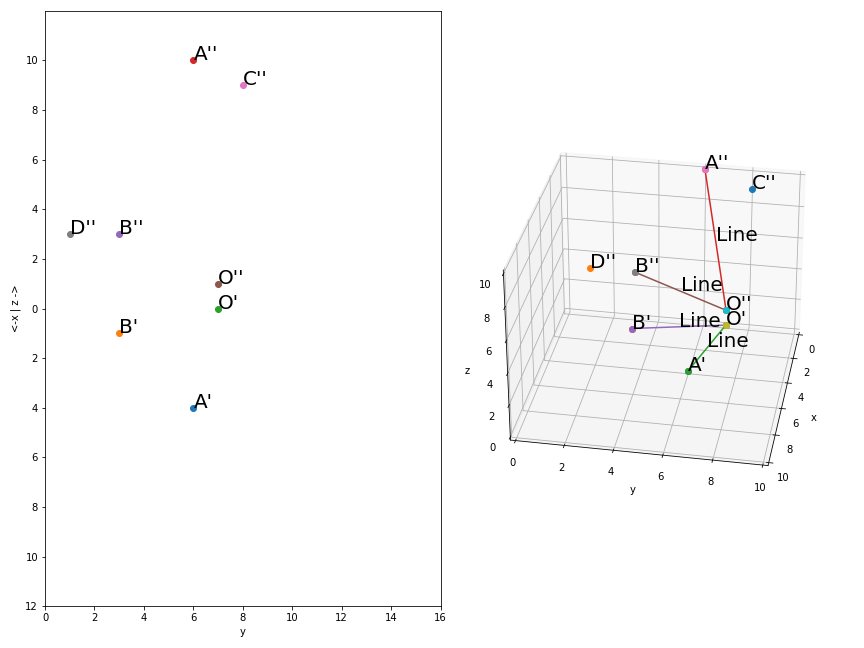 A''
10
C''
8
6
4
D'' B''
2
O''
0 O'
B'
2
4 A'
6
8
10
12
0 2 4 6 8 10 12 14 16
y
<-x | z ->
A''
C''
Line
D'' B''
10 Line
O''
8 B' Line O'
6 Line 0
z A' 2
4 4
x
2 6
0 8
0 2 4 6 8 10 10
y